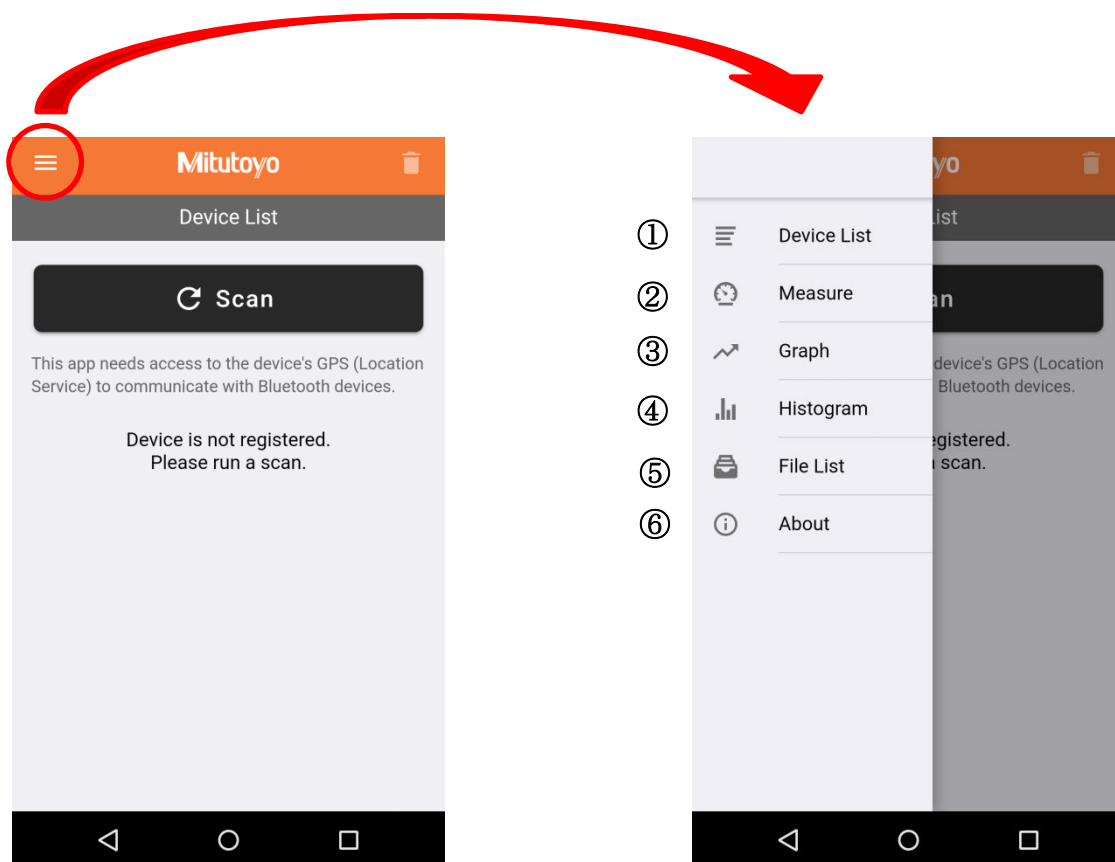 Mitutoyo
Device List
Scan
This app needs access to the device's GPS (Location
Service) to communicate with Bluetooth devices.
Device is not registered.
Please run a scan.
① Device List
② Measure
③ Graph
④ Histogram
⑤ File List
⑥ About
yo
List
an
device's GPS (Location
Bluetooth devices.
egistered.
scan.